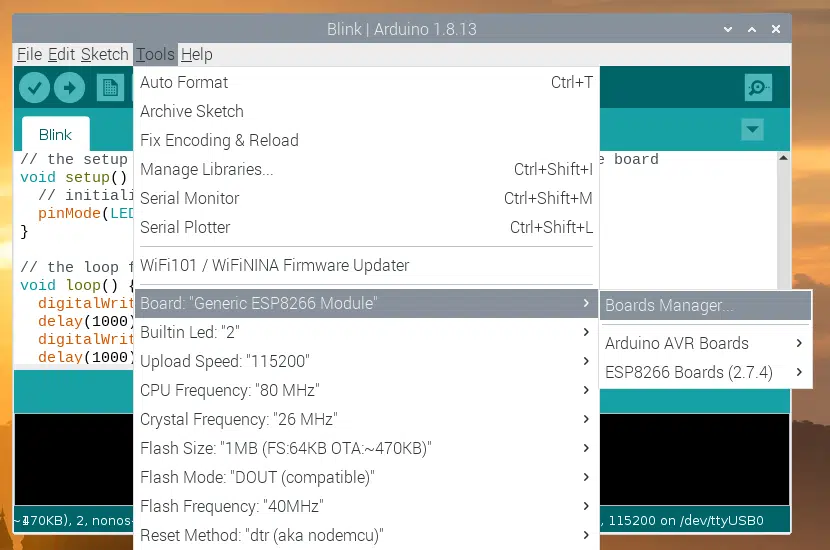 Blink | Arduino 1.8.13
File Edit Sketch Tools Help
Auto Format Ctrl+T
Archive Sketch
Fix Encoding & Reload
Manage Libraries... Ctrl+Shift+I
Serial Monitor Ctrl+Shift+M
Serial Plotter Ctrl+Shift+L
WiFi101 / WiFiNINA Firmware Updater
Board: "Generic ESP8266 Module"
Builtin Led: "2"
Upload Speed: "115200"
CPU Frequency: "80 MHz"
Crystal Frequency: "26 MHz"
Flash Size: "1MB (FS:64KB OTA:~470KB)"
Flash Mode: "DOUT (compatible)"
Flash Frequency: "40MHz"
Reset Method: "dtr (aka nodemcu)"
Boards Manager...
Arduino AVR Boards
ESP8266 Boards (2.7.4)
Blink
// the setup
board
void setup()
// initiali
pinMode(LED
}
// the loop f
void loop() {
digitalWrit
delay(1000)
digitalWrit
delay(1000)
~470KB), 2, nonos-
, 115200 on /dev/ttyUSB0